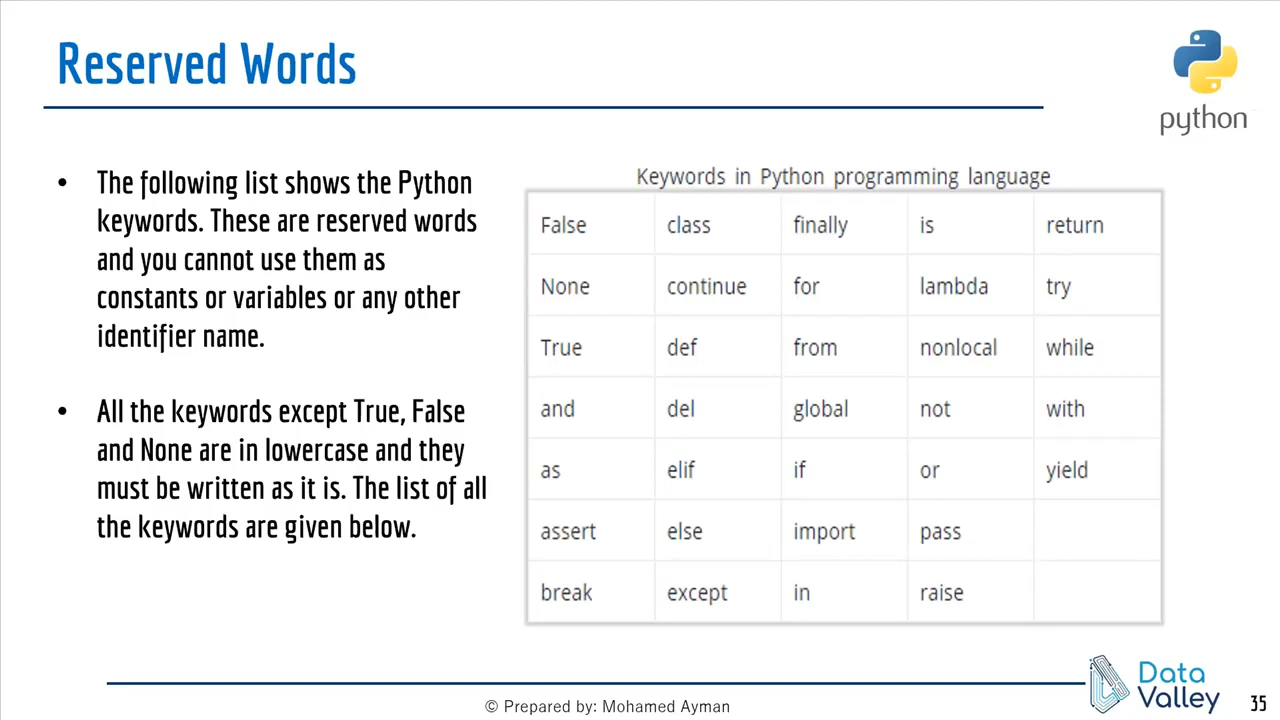 Reserved Words
python
• The following list shows the Python
keywords. These are reserved words
and you cannot use them as
constants or variables or any other
identifier name.
• All the keywords except True, False
and None are in lowercase and they
must be written as it is. The list of all
the keywords are given below.
Keywords in Python programming language
False class finally is return
None continue for lambda try
True def from nonlocal while
and del global not with
as elif if or yield
assert else import pass
break except in raise
© Prepared by: Mohamed Ayman
Data
Valley
35